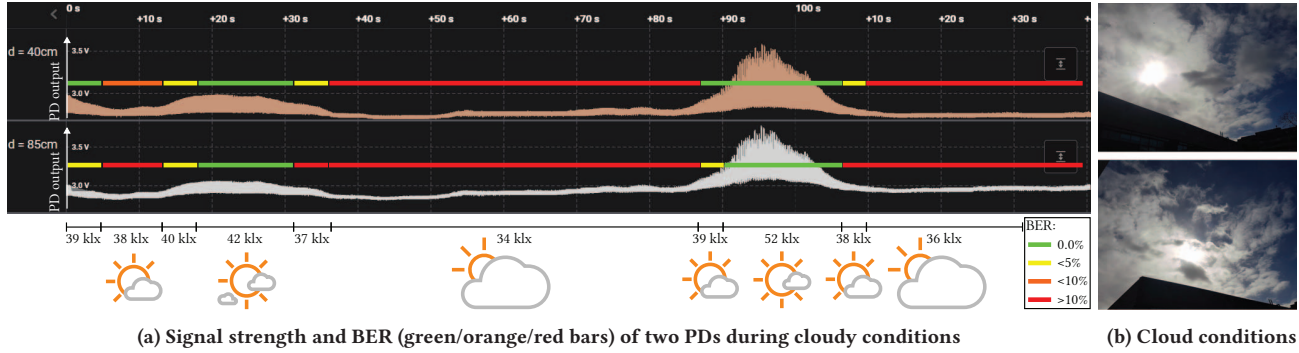 0 s
+10 s +20 s +30 s +40 s +50 s +60 s +70 s +80 s +90 s 100 s +10 s +20 s +30 s
d = 40cm
PD output
3.5 V
3.0 V
d = 85cm
PD output
3.0 V
39 klx 38 klx 40 klx 42 klx 37 klx 34 klx 39 klx 52 klx 38 klx 36 klx
BER:
0.0%
<5%
<10%
>10%
(a) Signal strength and BER (green/orange/red bars) of two PDs during cloudy conditions
(b) Cloud conditions